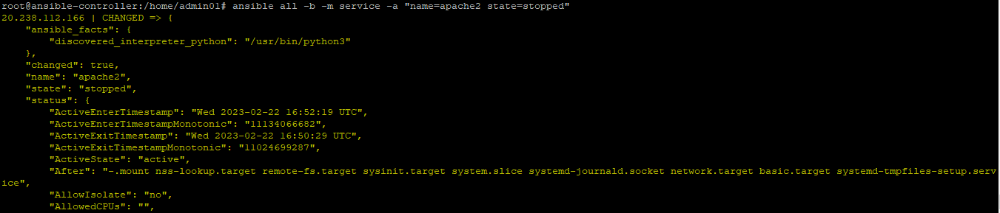 root@ansible-controller:/home/admin01# ansible all -b -m service -a "name=apache2 state=stopped"
20.238.112.166 | CHANGED => {
    "ansible_facts": {
        "discovered_interpreter_python": "/usr/bin/python3"
    },
    "changed": true,
    "name": "apache2",
    "state": "stopped",
    "status": {
        "ActiveEnterTimestamp": "Wed 2023-02-22 16:52:19 UTC",
        "ActiveEnterTimestampMonotonic": "11134066682",
        "ActiveExitTimestamp": "Wed 2023-02-22 16:50:29 UTC",
        "ActiveExitTimestampMonotonic": "11024699287",
        "ActiveState": "active",
        "After": "-.mount nss-lookup.target remote-fs.target sysinit.target system.slice systemd-journald.socket network.target basic.target systemd-tmpfiles-setup.serv
ice",
        "AllowIsolate": "no",
        "AllowedCPUs": "",